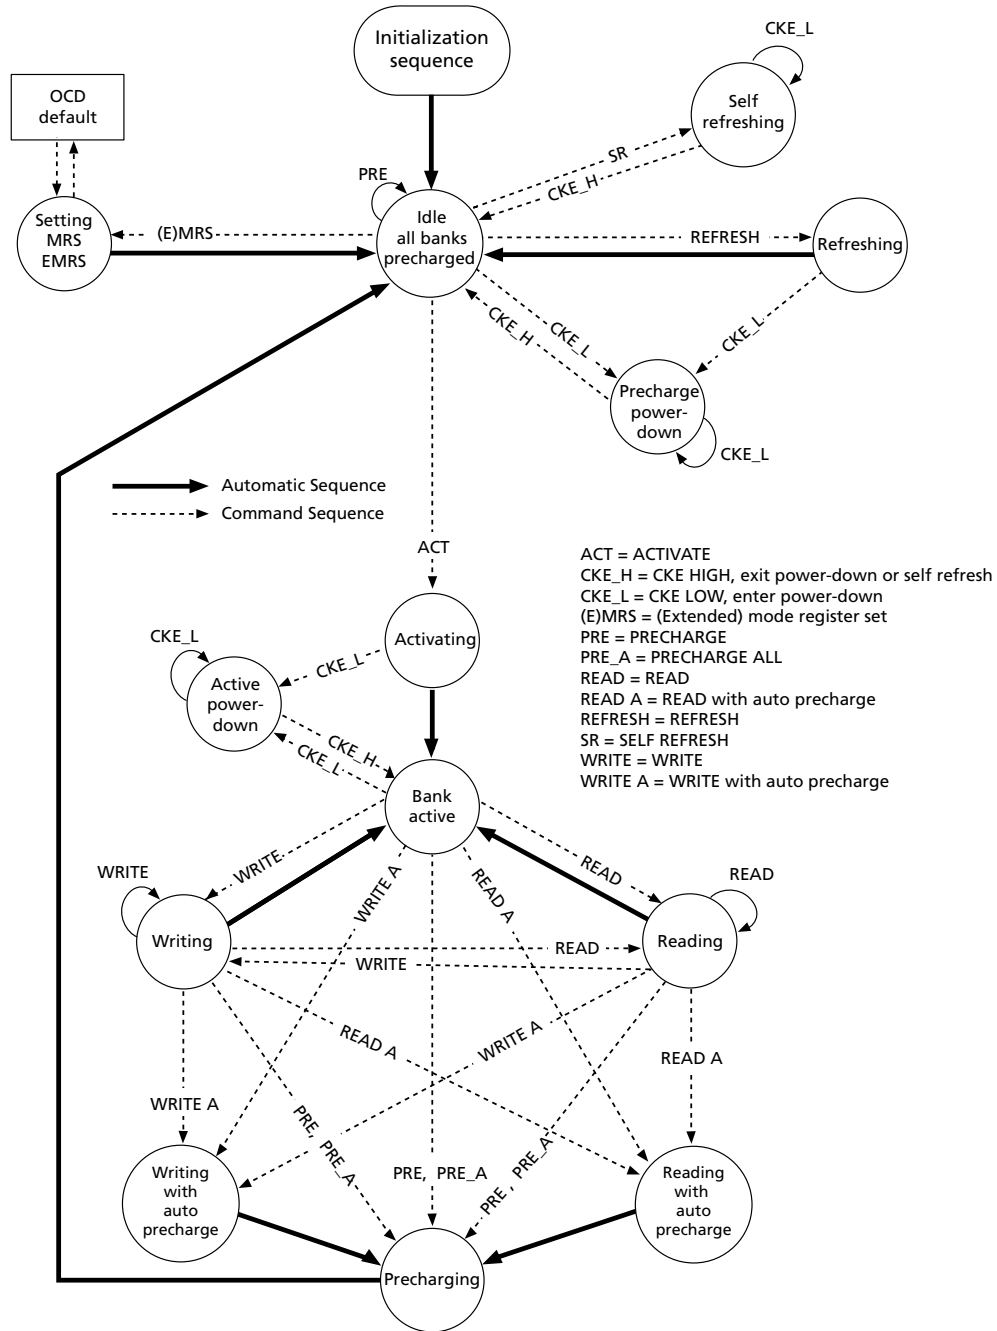 Initialization
sequence
CKE_L
OCD
default
Self
refreshing
SR
CKE_H
PRE
Setting
MRS
EMRS
(E)MRS
Idle
all banks
precharged
REFRESH
Refreshing
CKE_H
CKE_L
CKE_L
Precharge
power-
down
CKE_L
Automatic Sequence
Command Sequence
ACT
ACT = ACTIVATE
CKE_H = CKE HIGH, exit power-down or self refresh
CKE_L = CKE LOW, enter power-down
(E)MRS = (Extended) mode register set
PRE = PRECHARGE
PRE_A = PRECHARGE ALL
READ = READ
READ A = READ with auto precharge
REFRESH = REFRESH
SR = SELF REFRESH
WRITE = WRITE
WRITE A = WRITE with auto precharge
Activating
CKE_L
CKE_L
Active
power-
down
CKE_H
CKE_L
Bank
active
WRITE
WRITE
WRITE A
READ A
READ
READ
Writing
READ
WRITE
Reading
READ A
WRITE A
READ A
WRITE A
PRE, PRE_A
PRE, PRE_A
PRE, PRE_A
Writing
with
auto
precharge
Reading
with
auto
precharge
Precharging